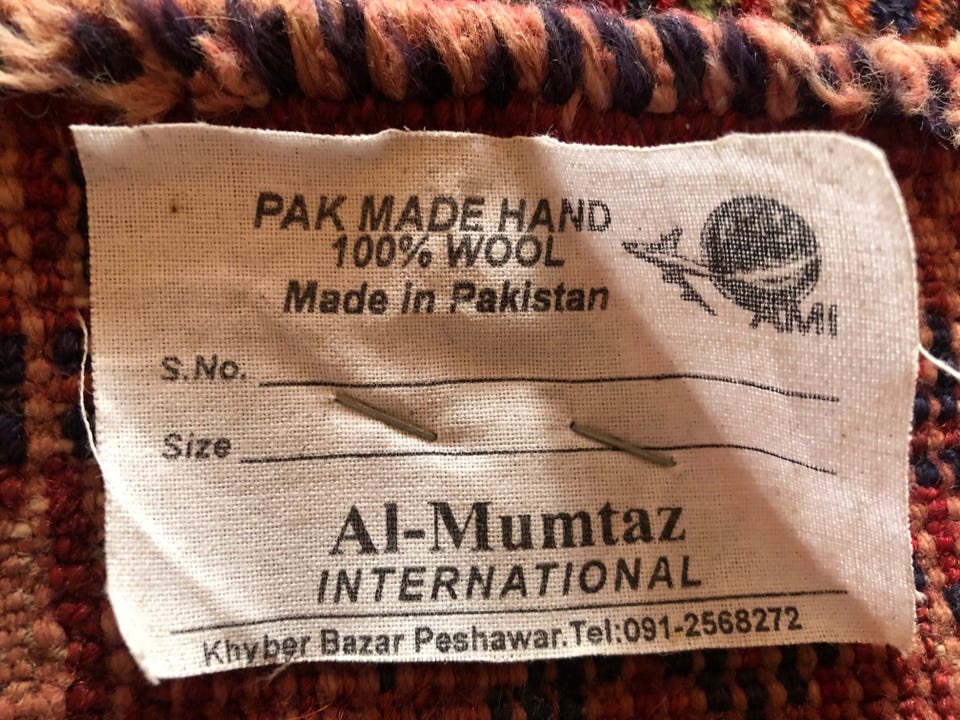 PAK MADE HAND
100% WOOL
Made in Pakistan
AMI
S.No.
Size
Al-Mumtaz
INTERNATIONAL
Khyber Bazar Peshawar.Tel:091-2568272